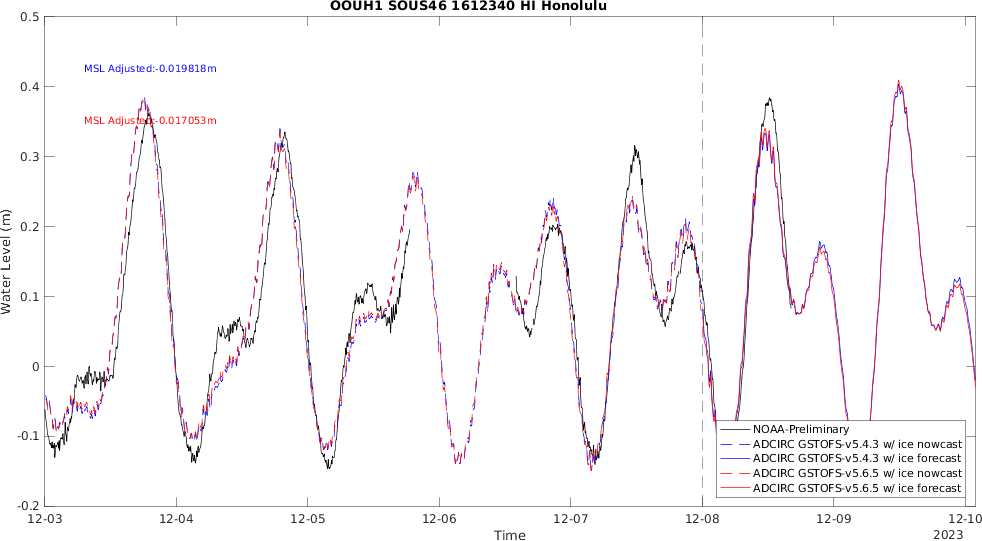 OOUH1 SOUS46 1612340 HI Honolulu
0.5
0.4
0.3
0.2
0.1
0
-0.1
-0.2
Water Level (m)
MSL Adjusted:-0.019818m
MSL Adjusted:-0.017053m
NOAA-Preliminary
ADCIRC GSTOFS-v5.4.3 w/ ice nowcast
ADCIRC GSTOFS-v5.4.3 w/ ice forecast
ADCIRC GSTOFS-v5.6.5 w/ ice nowcast
ADCIRC GSTOFS-v5.6.5 w/ ice forecast
12-03 12-04 12-05 12-06 12-07 12-08 12-09 12-10
Time
2023